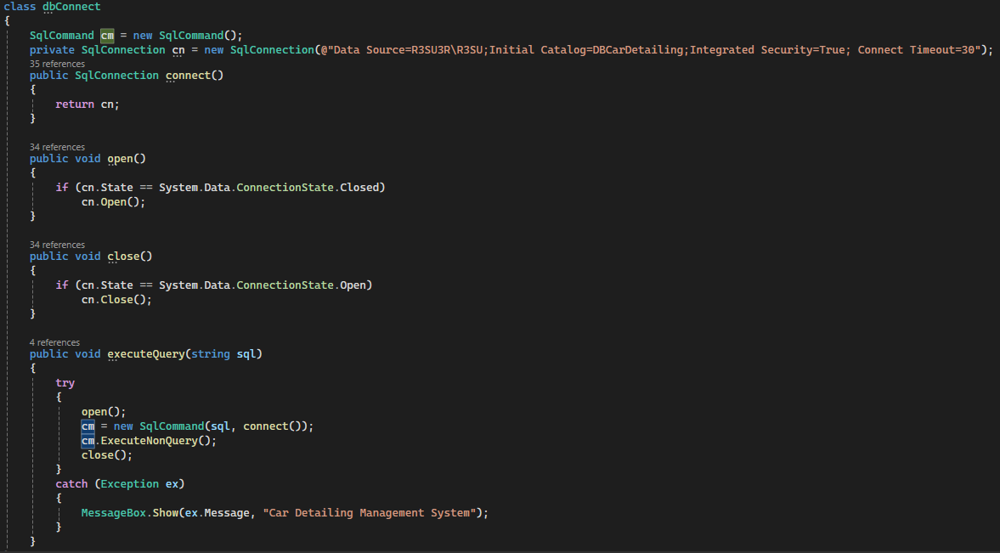 class dbConnect
{
SqlCommand cm = new SqlCommand();
private SqlConnection cn = new SqlConnection(@"Data Source=R3SU3R\R3SU;Initial Catalog=DBCarDetailing;Integrated Security=True; Connect Timeout=30");
35 references
public SqlConnection connect()
{
return cn;
}
34 references
public void open()
{
if (cn.State == System.Data.ConnectionState.Closed)
cn.Open();
}
34 references
public void close()
{
if (cn.State == System.Data.ConnectionState.Open)
cn.Close();
}
4 references
public void executeQuery(string sql)
{
try
{
open();
cm = new SqlCommand(sql, connect());
cm.ExecuteNonQuery();
close();
}
catch (Exception ex)
{
MessageBox.Show(ex.Message, "Car Detailing Management System");
}
}